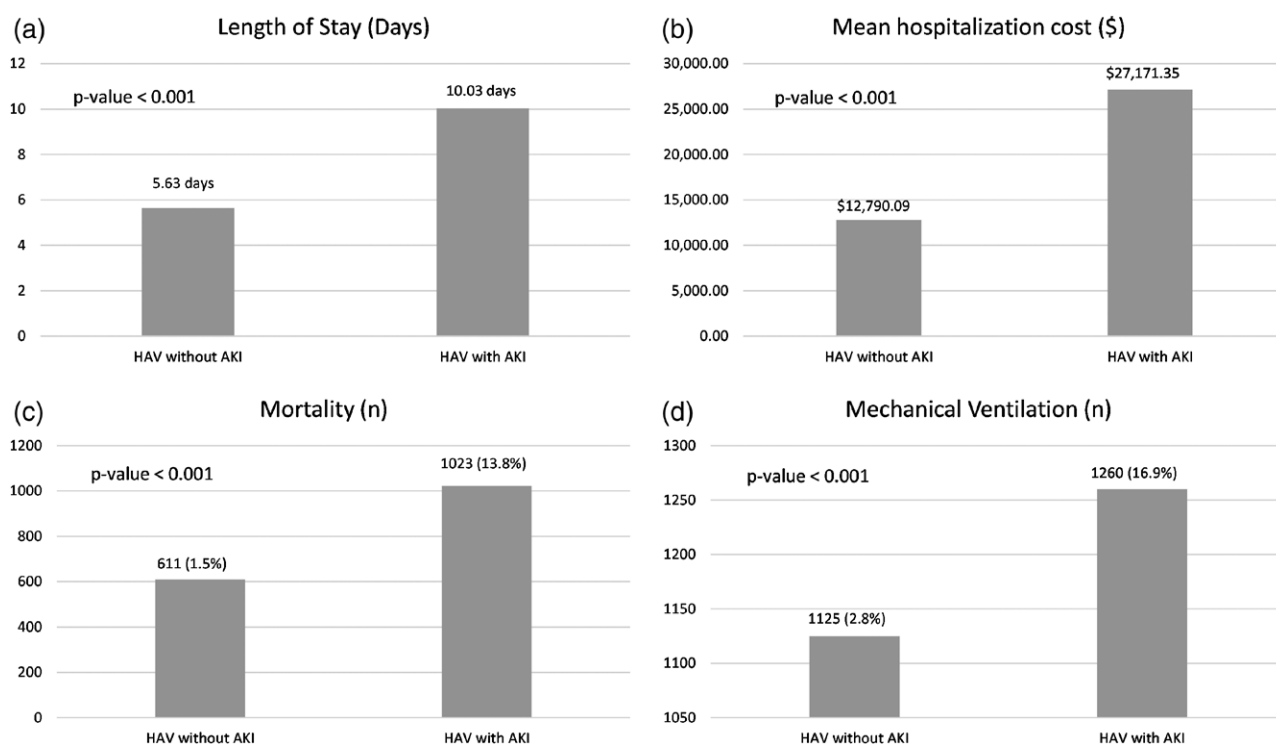 (a)
Length of Stay (Days)
12
10
8
6
4
2
0
p-value < 0.001
5.63 days
10.03 days
HAV without AKI
HAV with AKI
(b)
Mean hospitalization cost ($)
30,000.00
25,000.00
20,000.00
15,000.00
10,000.00
5,000.00
0.00
p-value < 0.001
$12,790.09
$27,171.35
HAV without AKI
HAV with AKI
(c)
Mortality (n)
1200
1000
800
600
400
200
0
p-value < 0.001
611 (1.5%)
1023 (13.8%)
HAV without AKI
HAV with AKI
(d)
Mechanical Ventilation (n)
1300
1250
1200
1150
1100
1050
p-value < 0.001
1125 (2.8%)
1260 (16.9%)
HAV without AKI
HAV with AKI